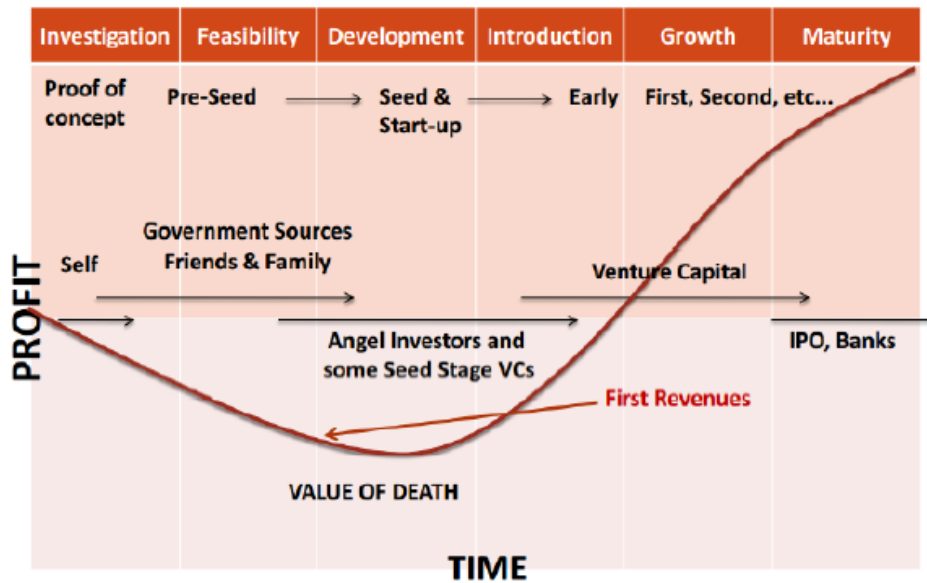 Investigation Feasibility Development Introduction Growth Maturity
Proof of concept
Pre-Seed
Seed & Start-up
Early
First, Second, etc...
Government Sources
Friends & Family
Self
Venture Capital
Angel Investors and
some Seed Stage VCs
IPO, Banks
First Revenues
VALUE OF DEATH
PROFIT
TIME